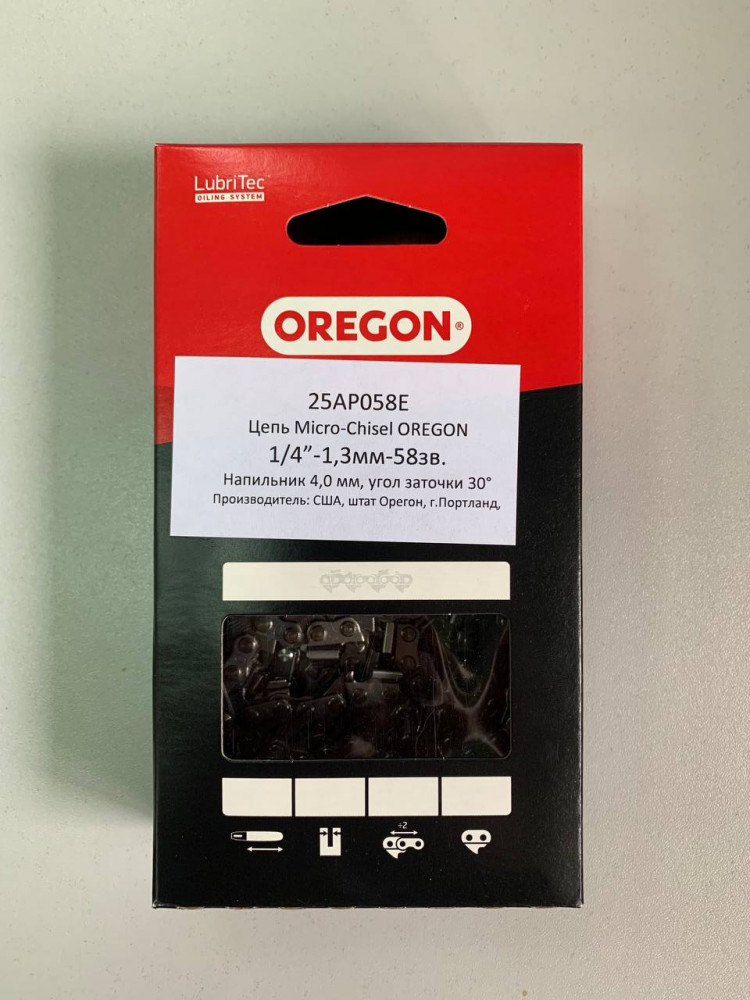 LubriTec
OILING SYSTEM
OREGON®
25AP058E
Цепь Micro-Chisel OREGON
1/4”-1,3мм-58зв.
Напильник 4,0 мм, угол заточки 30°
Производитель: США, штат Орегон, г.Портланд,
÷2